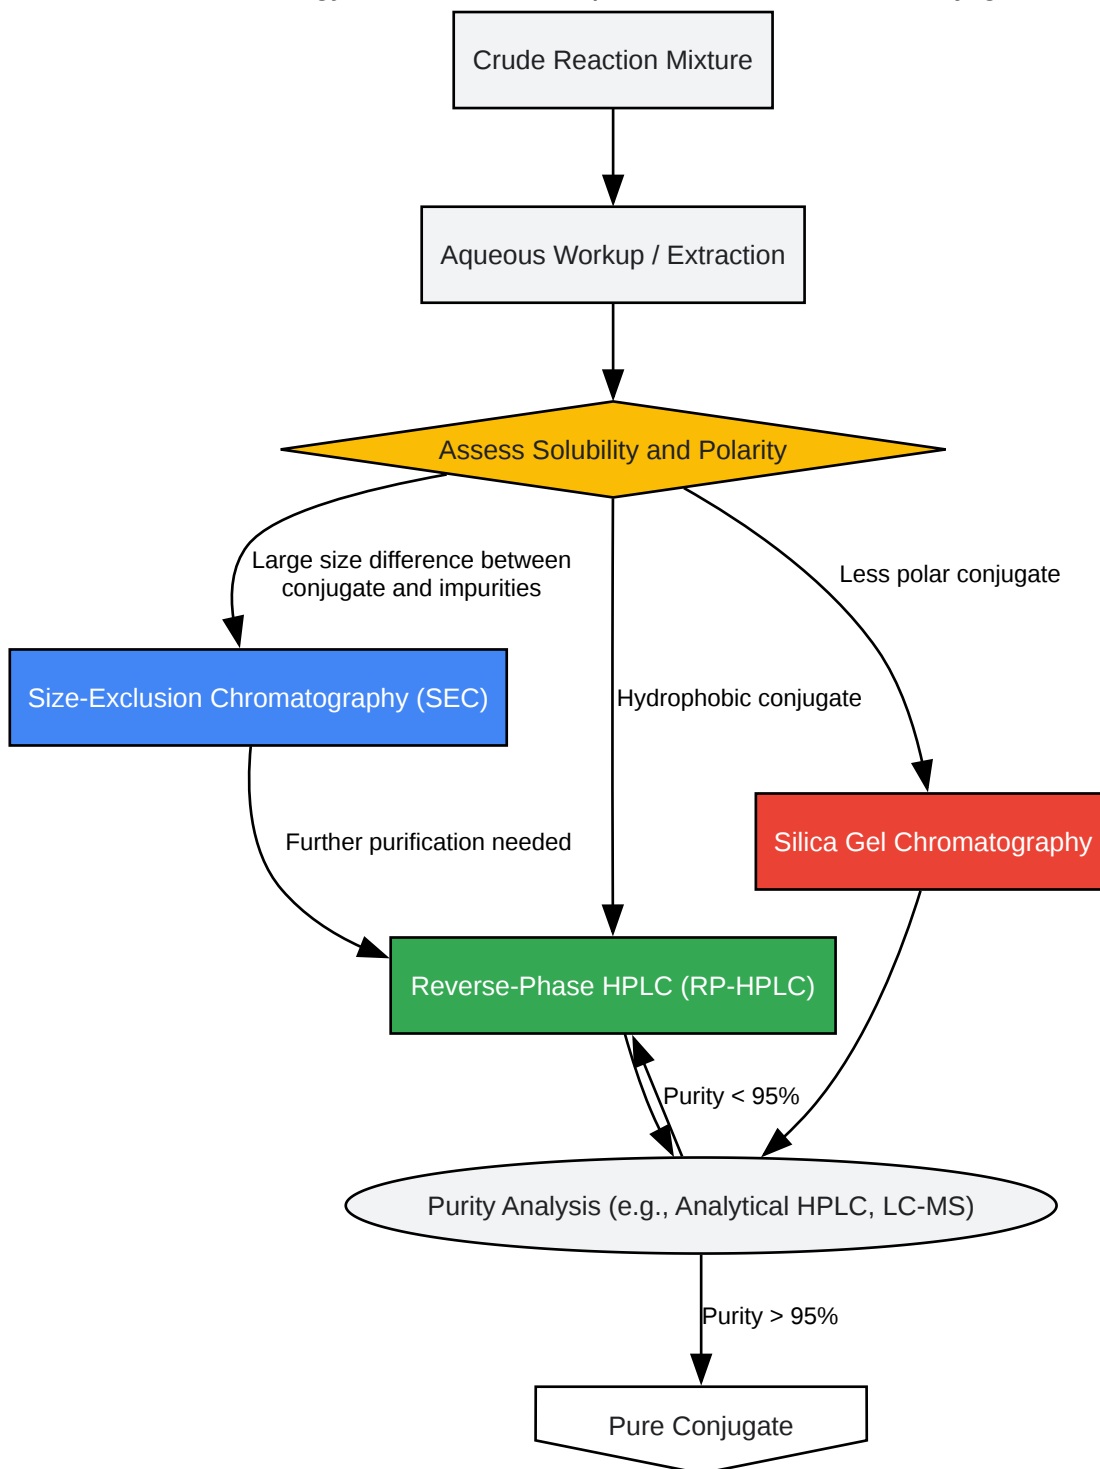 Crude Reaction Mixture
Aqueous Workup / Extraction
Assess Solubility and Polarity
Large size difference between
conjugate and impurities
Less polar conjugate
Size-Exclusion Chromatography (SEC)
Hydrophobic conjugate
Further purification needed
Silica Gel Chromatography
Reverse-Phase HPLC (RP-HPLC)
Purity < 95%
Purity Analysis (e.g., Analytical HPLC, LC-MS)
Purity > 95%
Pure Conjugate